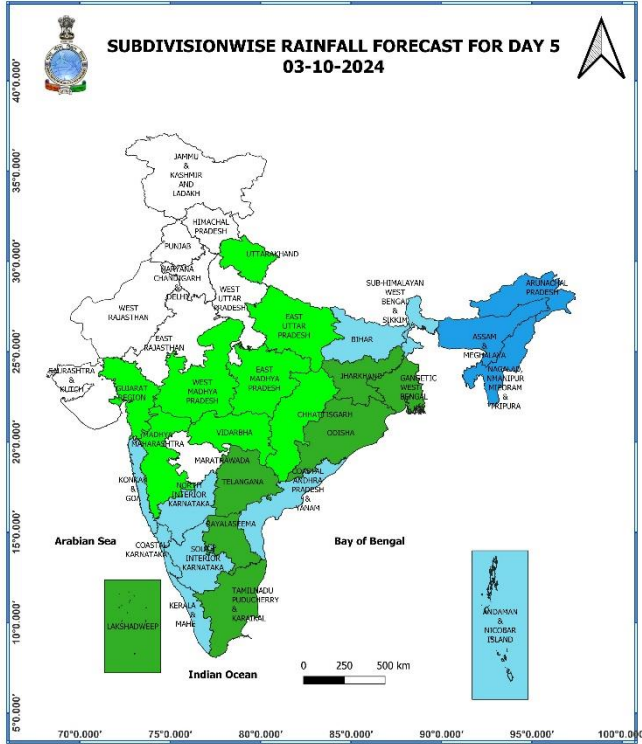 SUBDIVISIONWISE RAINFALL FORECAST FOR DAY 5
03-10-2024
40°0.000'
35°0.000'
30°0.000'
25°0.000'
20°0.000'
15°0.000'
10°0.000'
5°0.000'
JAMMU
&
KASHMIR
AND
LADAKH
HIMACHAL
PRADESH
PUNJAB
UTTARAKHAND
HARYANA
CHANDIGARH
&
DELHI
WEST
UTTAR
PRADESH
WEST
RAJASTHAN
EAST
RAJASTHAN
EAST
UTTAR
PRADESH
SUB-HIMALAYAN
WEST
BENGAL
&
SIKKIM
BIHAR
ARUNACHAL
PRADESH
ASSAM
&
MEGHALAYA
NAGALAD,
MANIPUR
MIZORAM
&
TRIPURA
SAURASHTRA
&
KUTCH
GUJARAT
REGION
WEST
MADHYA
PRADESH
EAST
MADHYA
PRADESH
JHARKHAND
GANGETIC
WEST
BENGAL
CHHATTISGARH
ODISHA
MADHYA
MAHARASHTRA
VIDARBHA
MARATHWADA
KONKAN
&
GOA
NORTH
INTERIOR
KARNATAKA
TELANGANA
COASTAL
ANDHRA
PRADESH
&
YANAM
RAYALASEEMA
Arabian Sea
Bay of Bengal
COASTAL
KARNATAKA
SOUTH
INTERIOR
KARNATAKA
KERALA
&
MAHE
TAMILNADU
PUDUCHERRY
&
KARAIKAL
LAKSHADWEEP
ANDAMAN
&
NICOBAR
ISLAND
Indian Ocean
0 250 500 km
70°0.000' 75°0.000' 80°0.000' 85°0.000' 90°0.000' 95°0.000' 100°0.000'